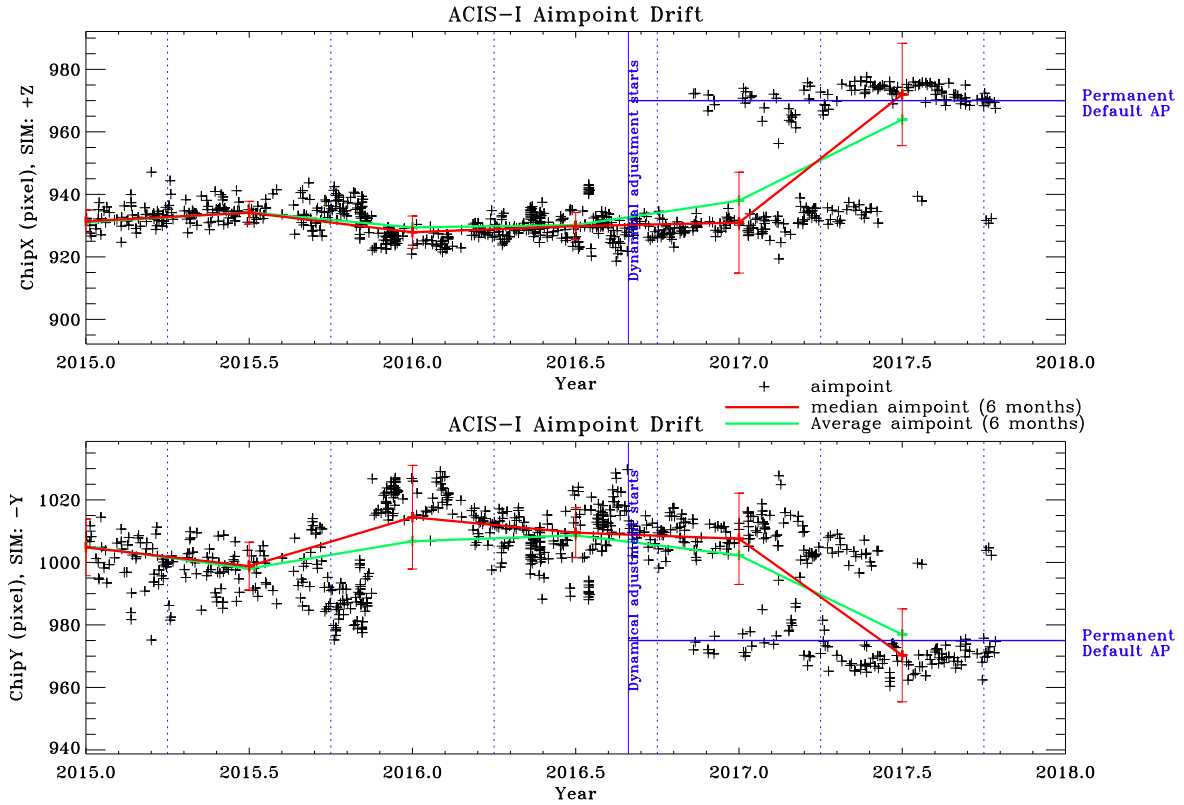 ACIS-I Aimpoint Drift
980
960
940
920
900
ChipX (pixel), SIM: +Z
Dynamical adjustment starts
Permanent
Default AP
2015.0 2015.5 2016.0 2016.5 2017.0 2017.5 2018.0
Year
aimpoint
median aimpoint (6 months)
Average aimpoint (6 months)
ACIS-I Aimpoint Drift
1020
1000
980
960
940
ChipY (pixel), SIM: -Y
Dynamical adjustment starts
Permanent
Default AP
2015.0 2015.5 2016.0 2016.5 2017.0 2017.5 2018.0
Year